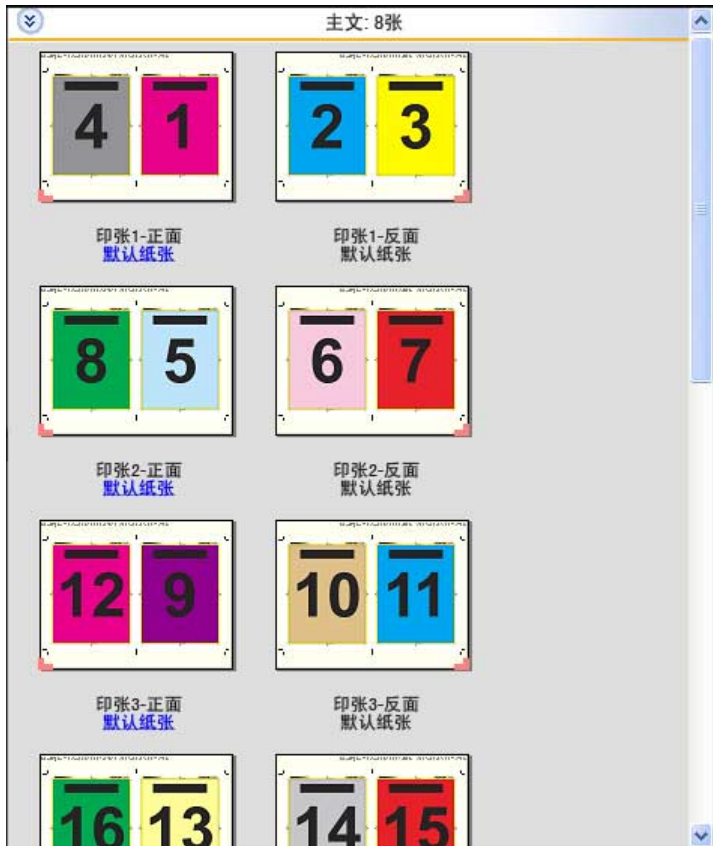 主文: 8张
4 1
2 3
印张1-正面
默认纸张
印张1-反面
默认纸张
8 5
6 7
印张2-正面
默认纸张
印张2-反面
默认纸张
12 9
10 11
印张3-正面
默认纸张
印张3-反面
默认纸张
16 13
14 15